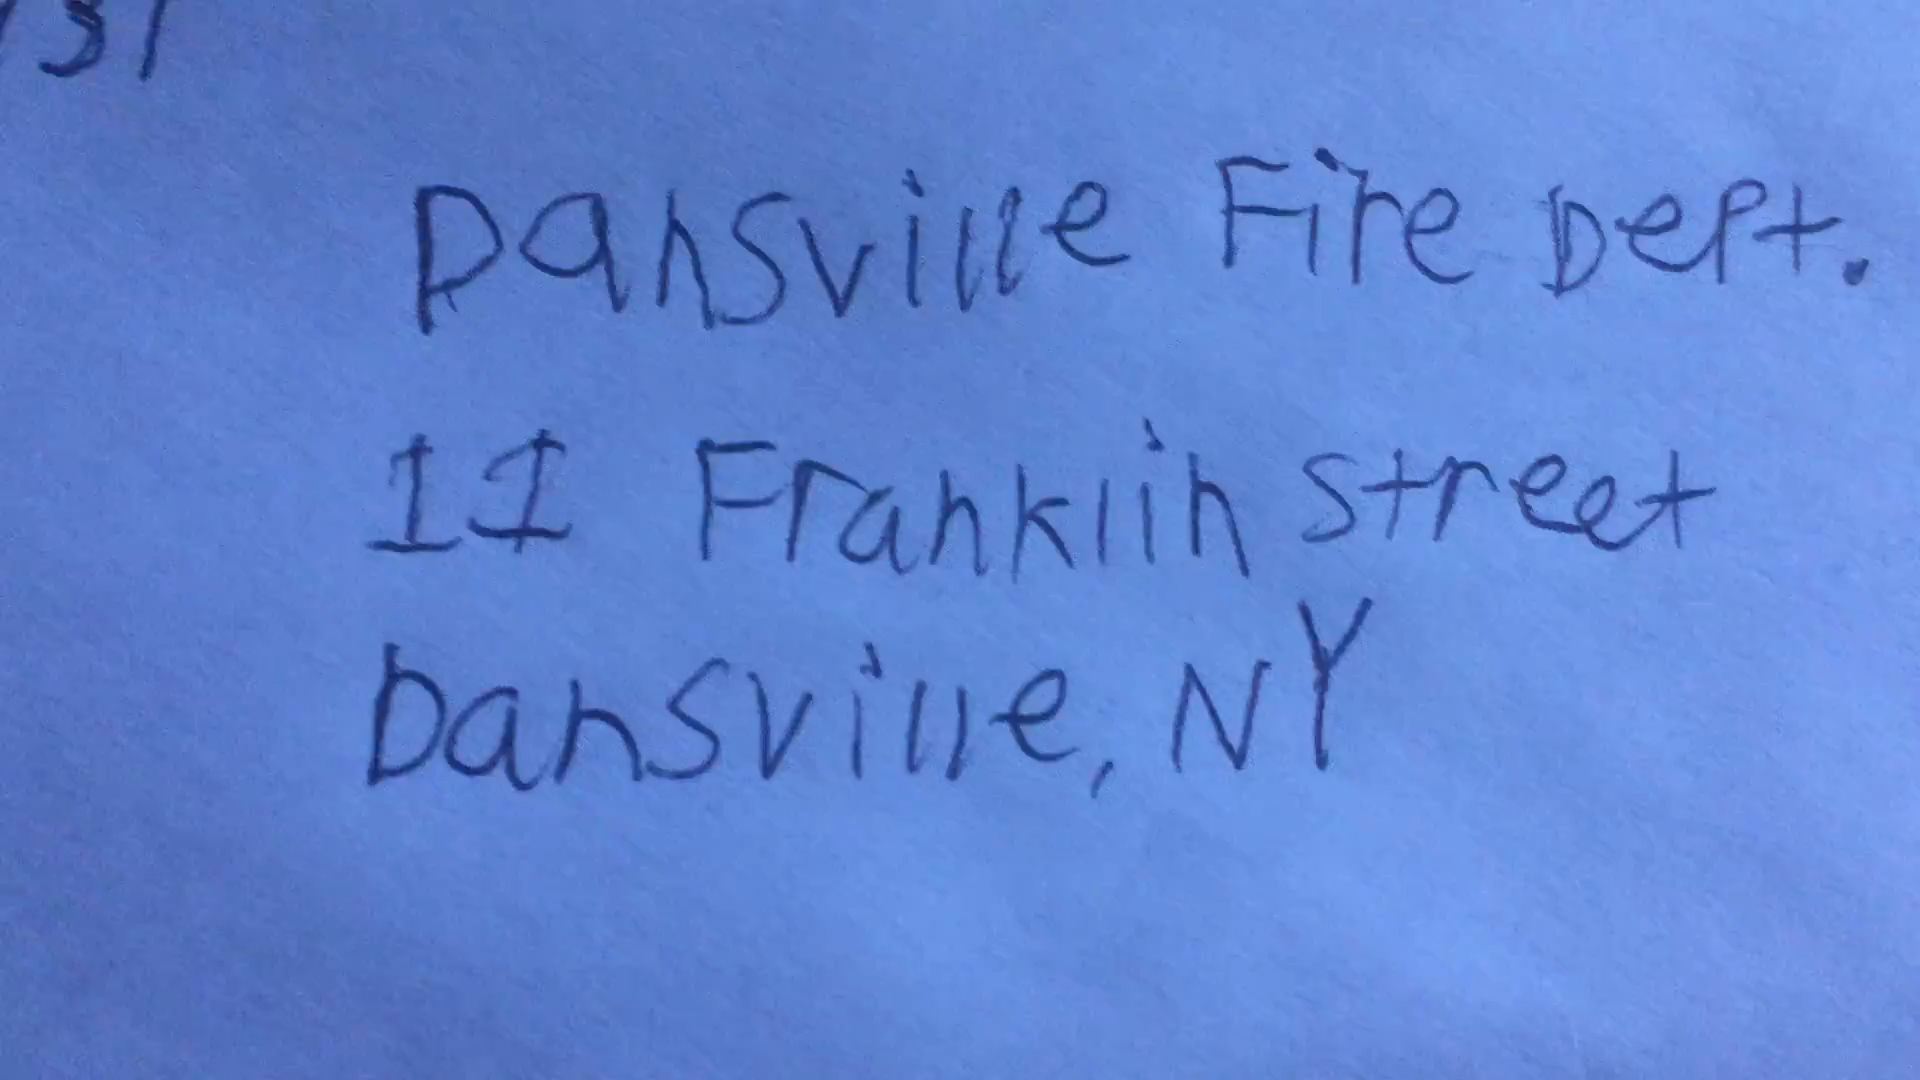 Dansville Fire Dept.
11 Franklin Street
Dansville, NY